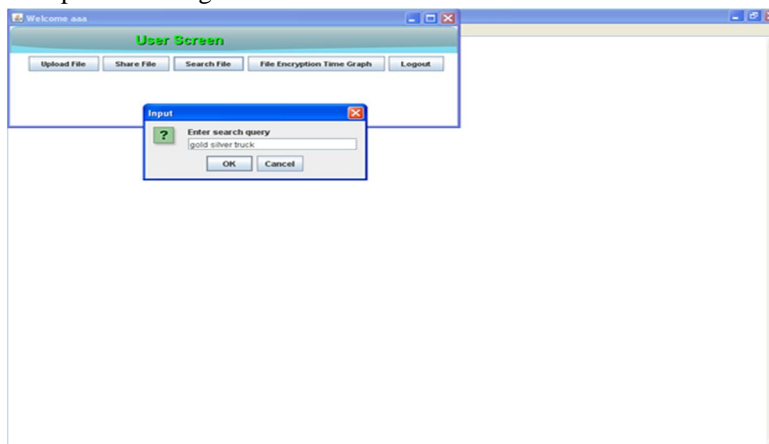 Welcome aaa
User Screen
Upload File Share File Search File File Encryption Time Graph Logout
Input
?
Enter search query
gold silver truck
OK Cancel